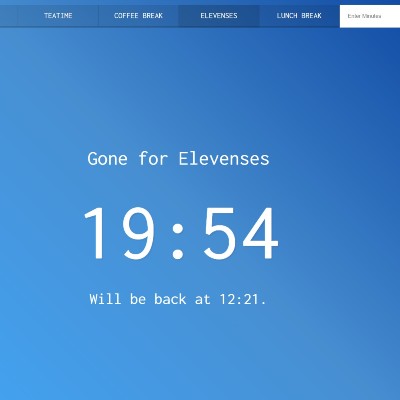 TEATIME COFFEE BREAK ELEVENSES LUNCH BREAK Enter Minutes
Gone for Elevenses
19:54
Will be back at 12:21.